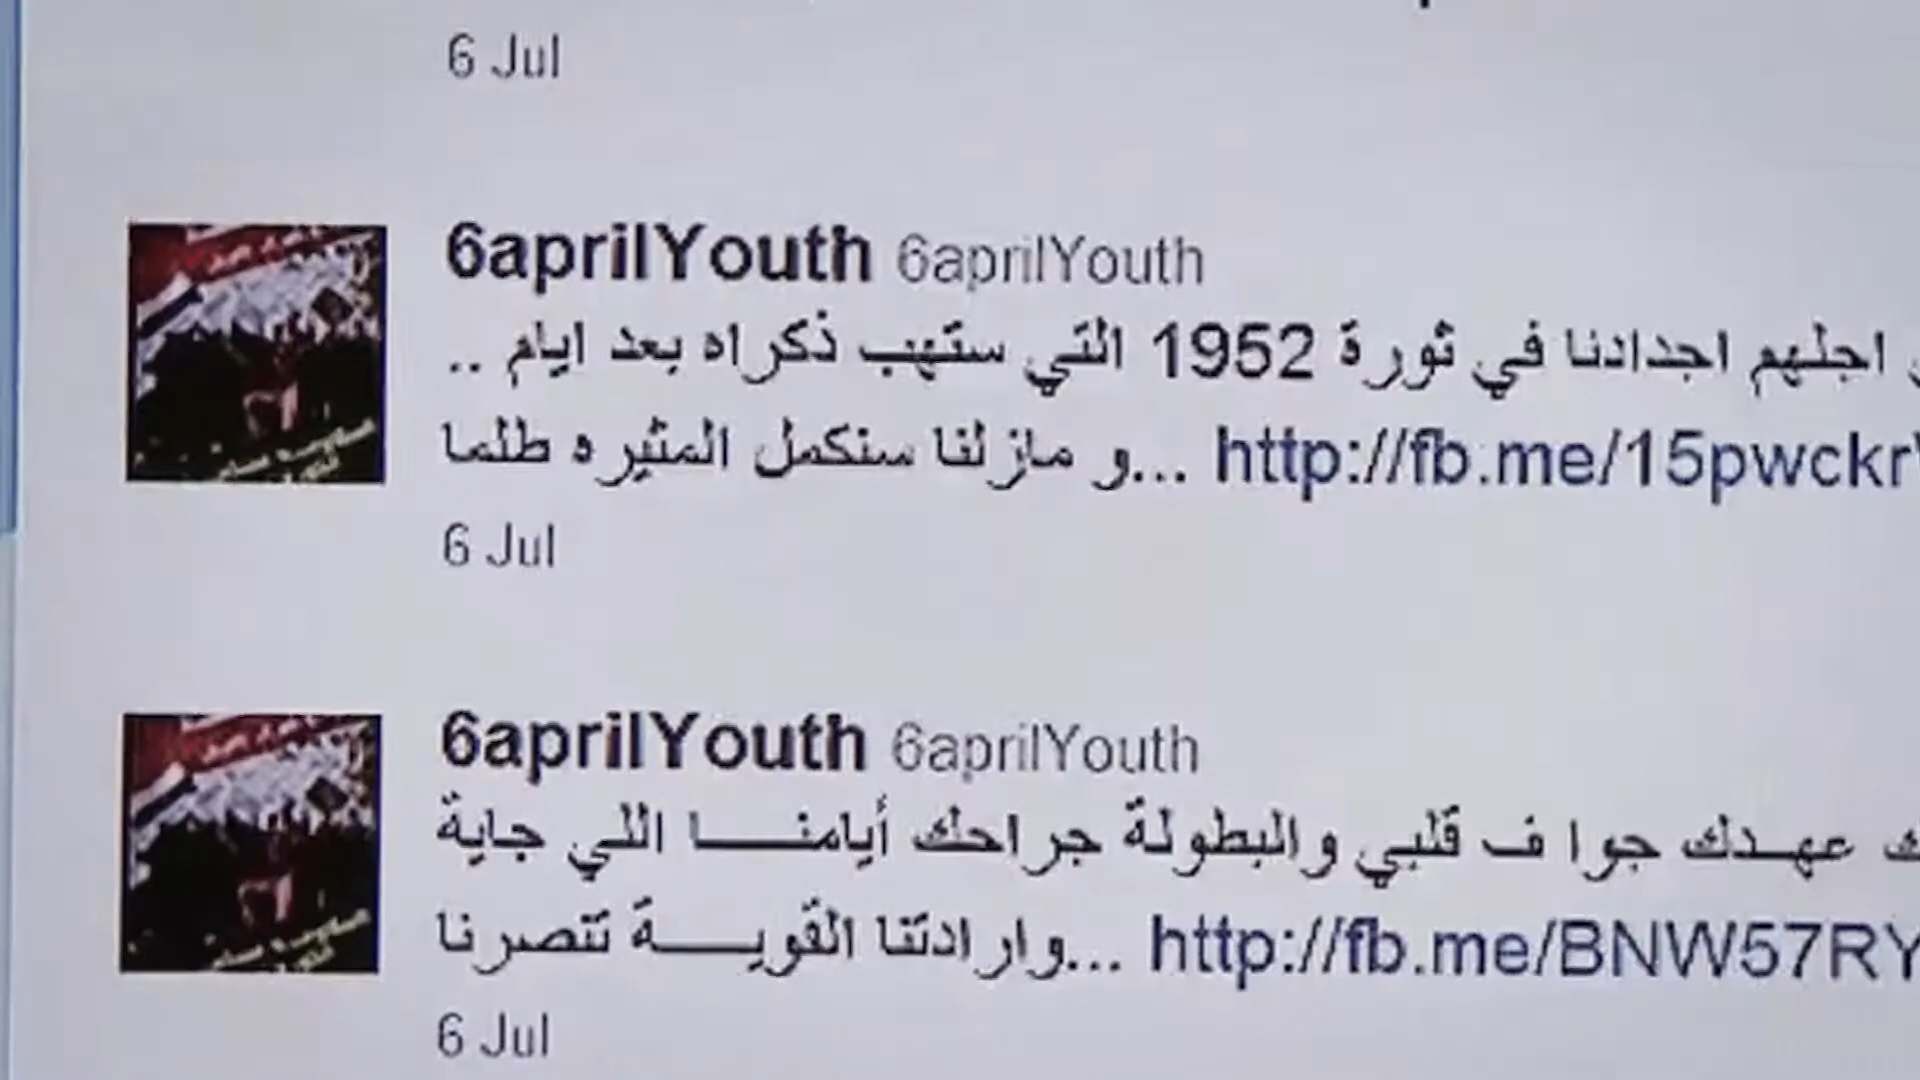 6 Jul
6aprilYouth 6aprilYouth
اجلهم اجدادنا في ثورة 1952 التي ستهب ذكراه بعد ايام ..
و مازلنا سنكمل المثيره طلما... http://fb.me/15pwckr
6 Jul
6aprilYouth 6aprilYouth
عهـدك جوا ف قلبي والبطولة جراحك أيامنـــا اللي جاية
وارادتنا القويـــة تنصرنا... http://fb.me/BNW57RY
6 Jul